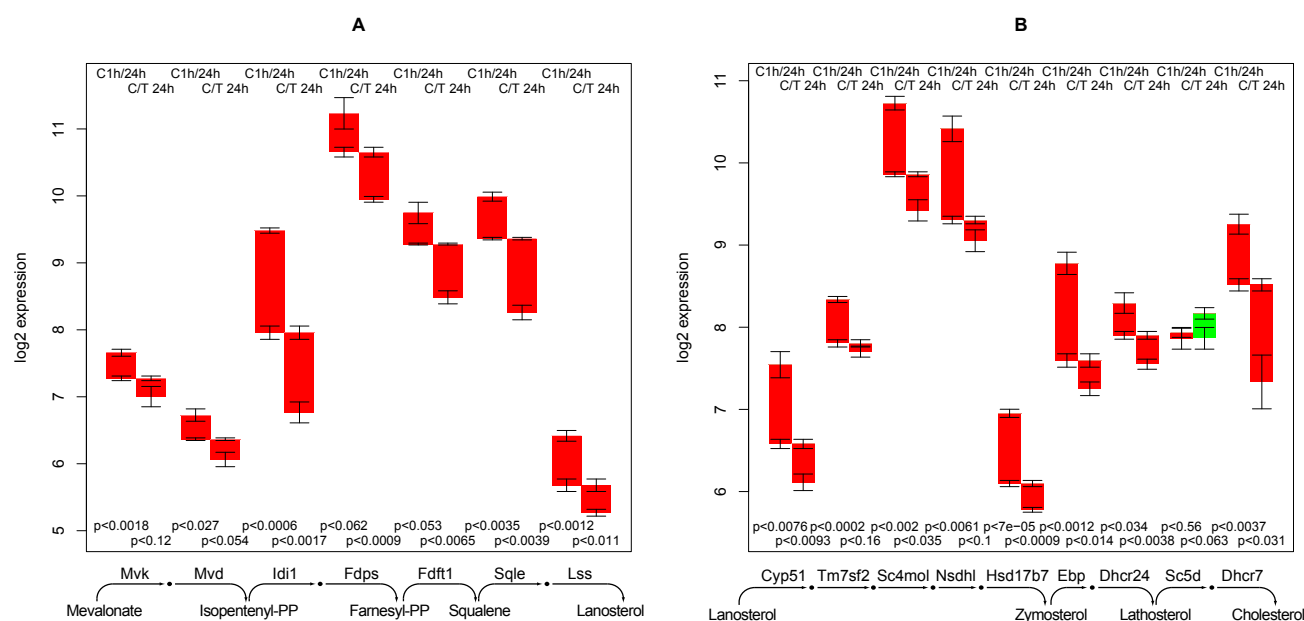 A
C1h/24h C1h/24h C1h/24h C1h/24h C1h/24h C1h/24h C1h/24h
C/T 24h C/T 24h C/T 24h C/T 24h C/T 24h C/T 24h C/T 24h
11
10
9
8
7
6
5
log2 expression
p<0.0018 p<0.027 p<0.0006 p<0.062 p<0.053 p<0.0035 p<0.0012
p<0.12 p<0.054 p<0.0017 p<0.0009 p<0.0065 p<0.0039 p<0.011
Mvk Mvd Idi1 Fdps Fdft1 Sqle Lss
Mevalonate Isopentenyl-PP Farnesyl-PP Squalene Lanosterol
B
C1h/24h C1h/24h C1h/24h C1h/24h C1h/24h C1h/24h C1h/24h C1h/24h C1h/24h
C/T 24h C/T 24h C/T 24h C/T 24h C/T 24h C/T 24h C/T 24h C/T 24h C/T 24h
11
10
9
8
7
6
log2 expression
p<0.0076 p<0.0002 p<0.002 p<0.0061 p<7e-05 p<0.0012 p<0.034 p<0.56 p<0.0037
p<0.0093 p<0.16 p<0.035 p<0.1 p<0.0009 p<0.014 p<0.0038 p<0.063 p<0.031
Cyp51 Tm7sf2 Sc4mol Nsdhl Hsd17b7 Ebp Dhcr24 Sc5d Dhcr7
Lanosterol Zymosterol Lathosterol Cholesterol